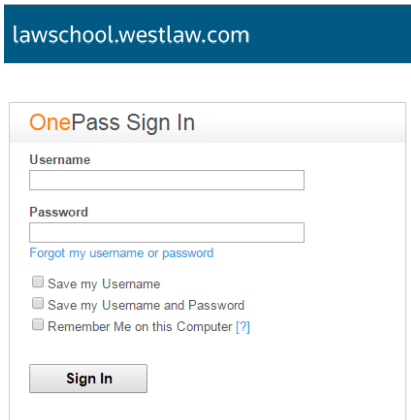 lawschool.westlaw.com
OnePass Sign In
Username
Password
Forgot my username or password
Save my Username
Save my Username and Password
Remember Me on this Computer [?]
Sign In